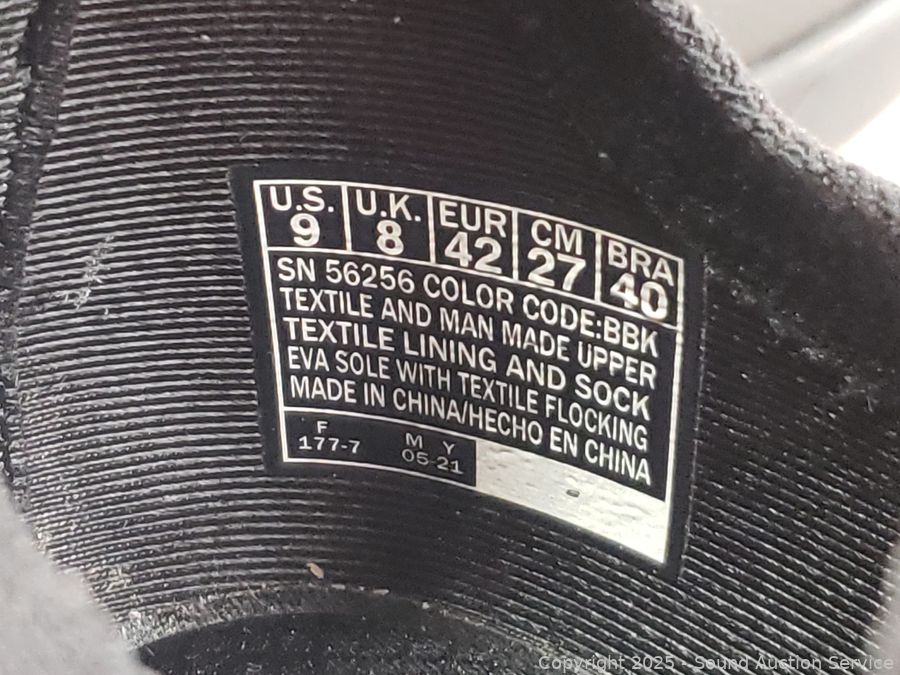 U.S. U.K. EUR CM BRA
9 8 42 27 40
SN 56256 COLOR CODE:BBK
TEXTILE AND MAN MADE UPPER
TEXTILE LINING AND SOCK
EVA SOLE WITH TEXTILE FLOCKING
MADE IN CHINA/HECHO EN CHINA
F M Y
177-7 05-21
Copyright 2025 - Sound Auction Service